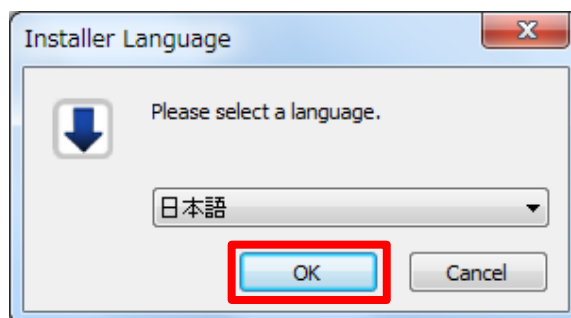 Installer Language
Please select a language.
日本語
OK
Cancel